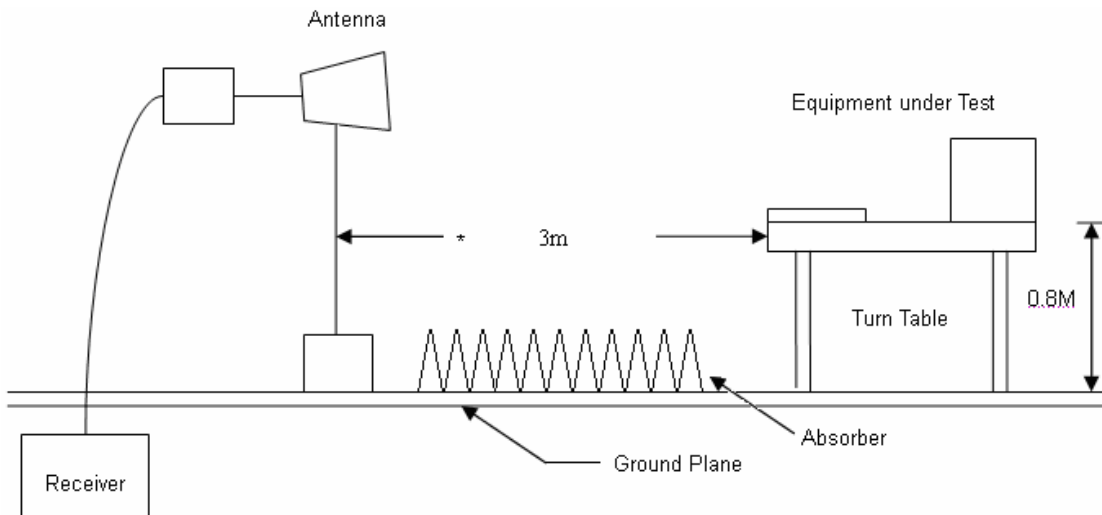 Antenna
Equipment under Test
* 3m
0.8M
Turn Table
Absorber
Ground Plane
Receiver